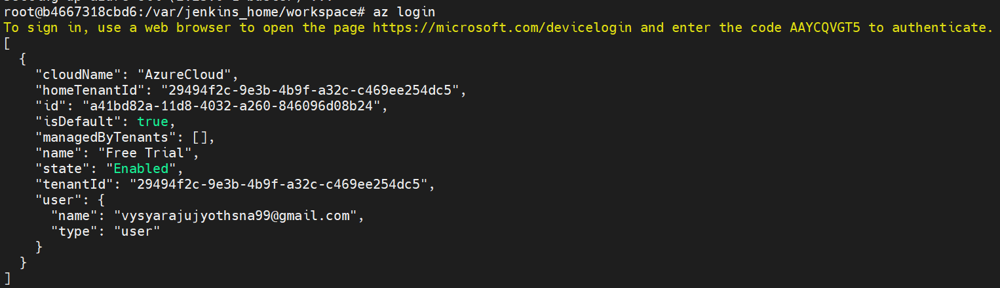 root@b4667318cbd6:/var/jenkins_home/workspace# az login
To sign in, use a web browser to open the page https://microsoft.com/devicelogin and enter the code AAYCQVGT5 to authenticate.
[
  {
    "cloudName": "AzureCloud",
    "homeTenantId": "29494f2c-9e3b-4b9f-a32c-c469ee254dc5",
    "id": "a41bd82a-11d8-4032-a260-846096d08b24",
    "isDefault": true,
    "managedByTenants": [],
    "name": "Free Trial",
    "state": "Enabled",
    "tenantId": "29494f2c-9e3b-4b9f-a32c-c469ee254dc5",
    "user": {
      "name": "vysyarajujyothsna99@gmail.com",
      "type": "user"
    }
  }
]